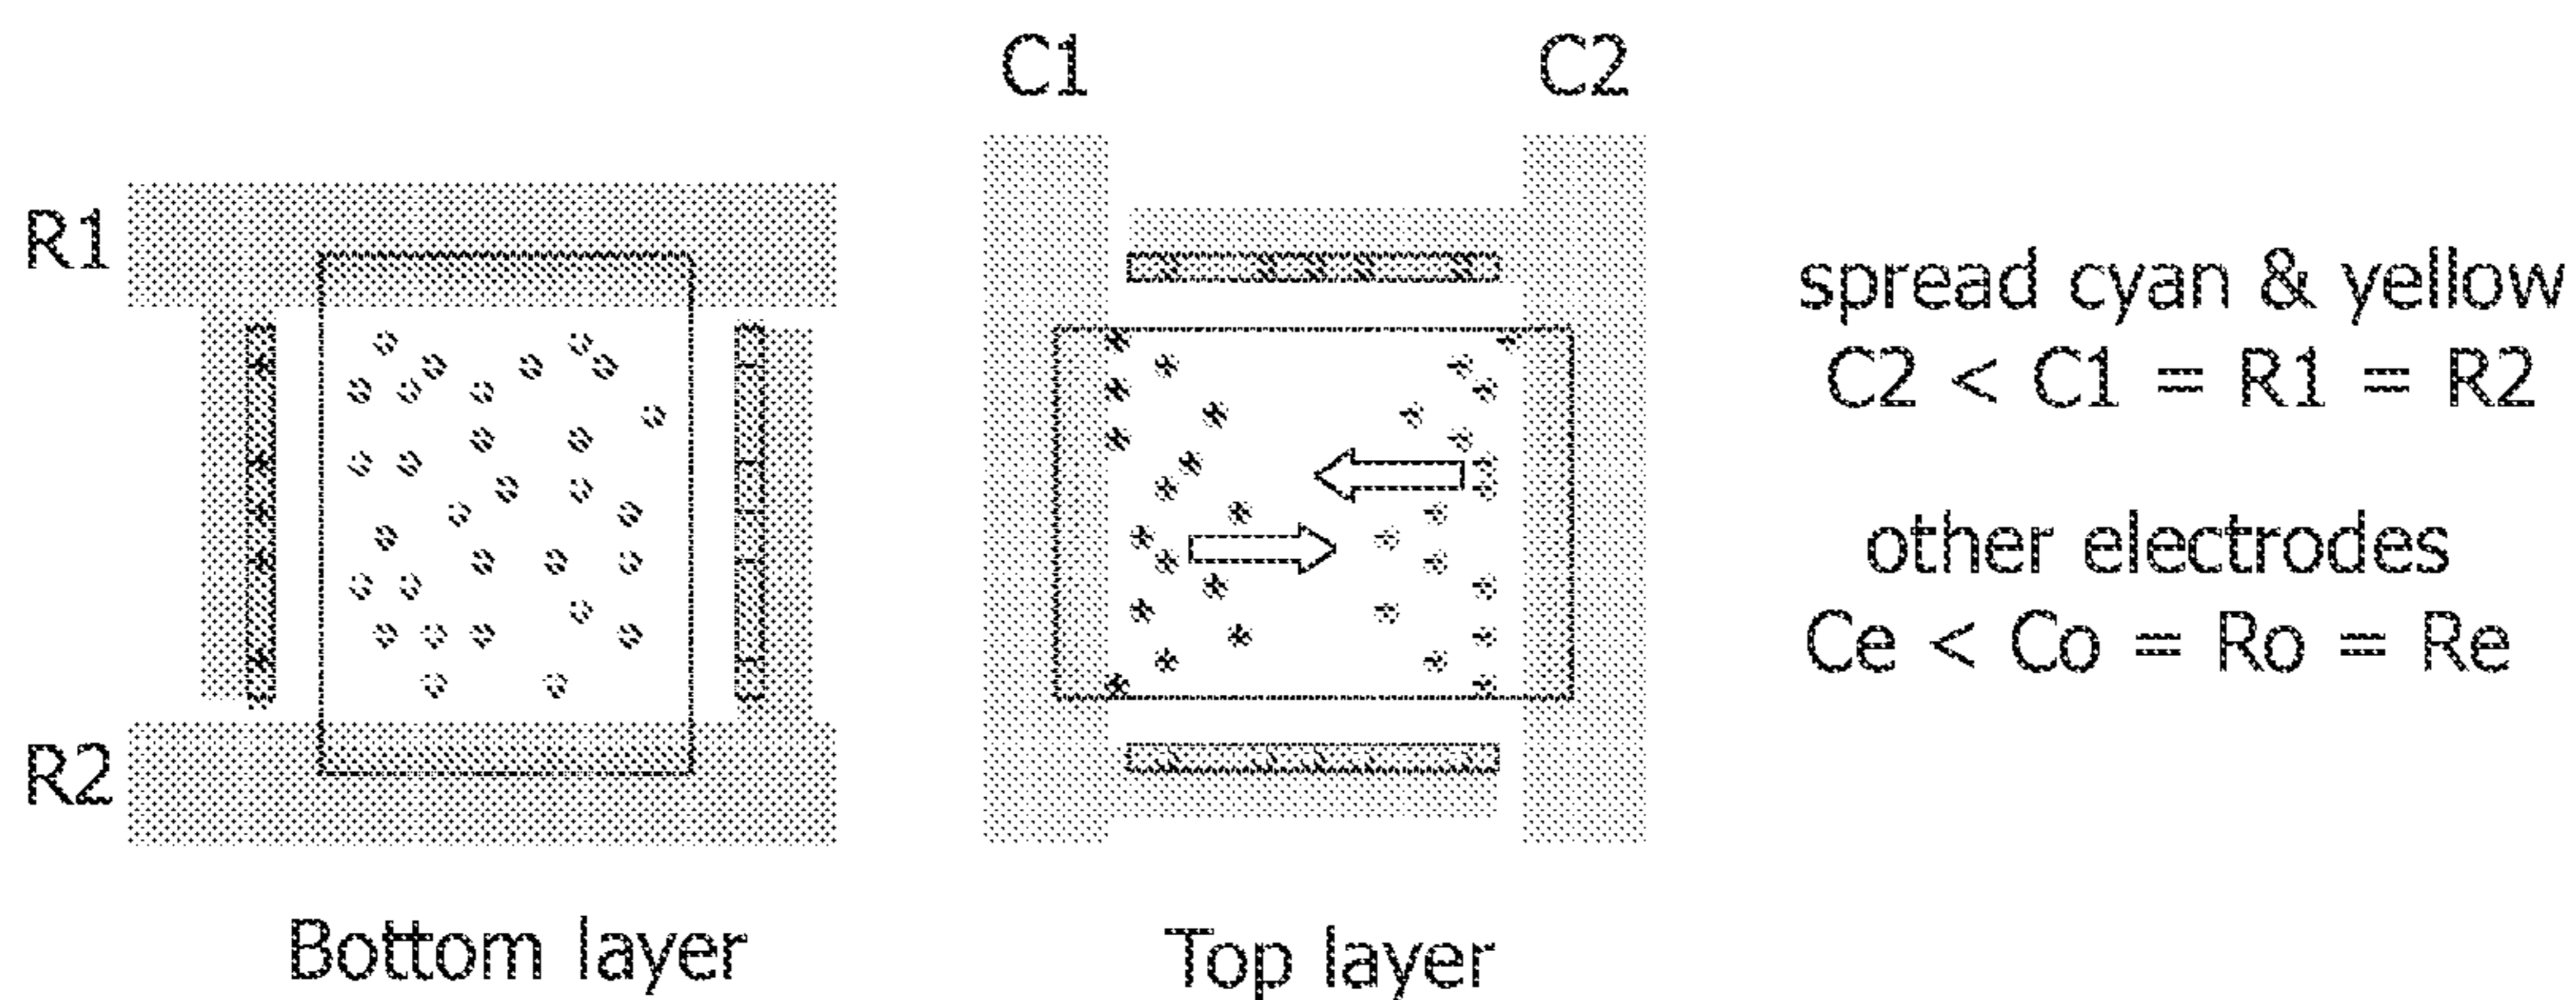 C1 C2
R1
R2
spread cyan & yellow
C2 < C1 = R1 = R2
other electrodes
Ce < Co = Ro = Re
Bottom layer
Top layer